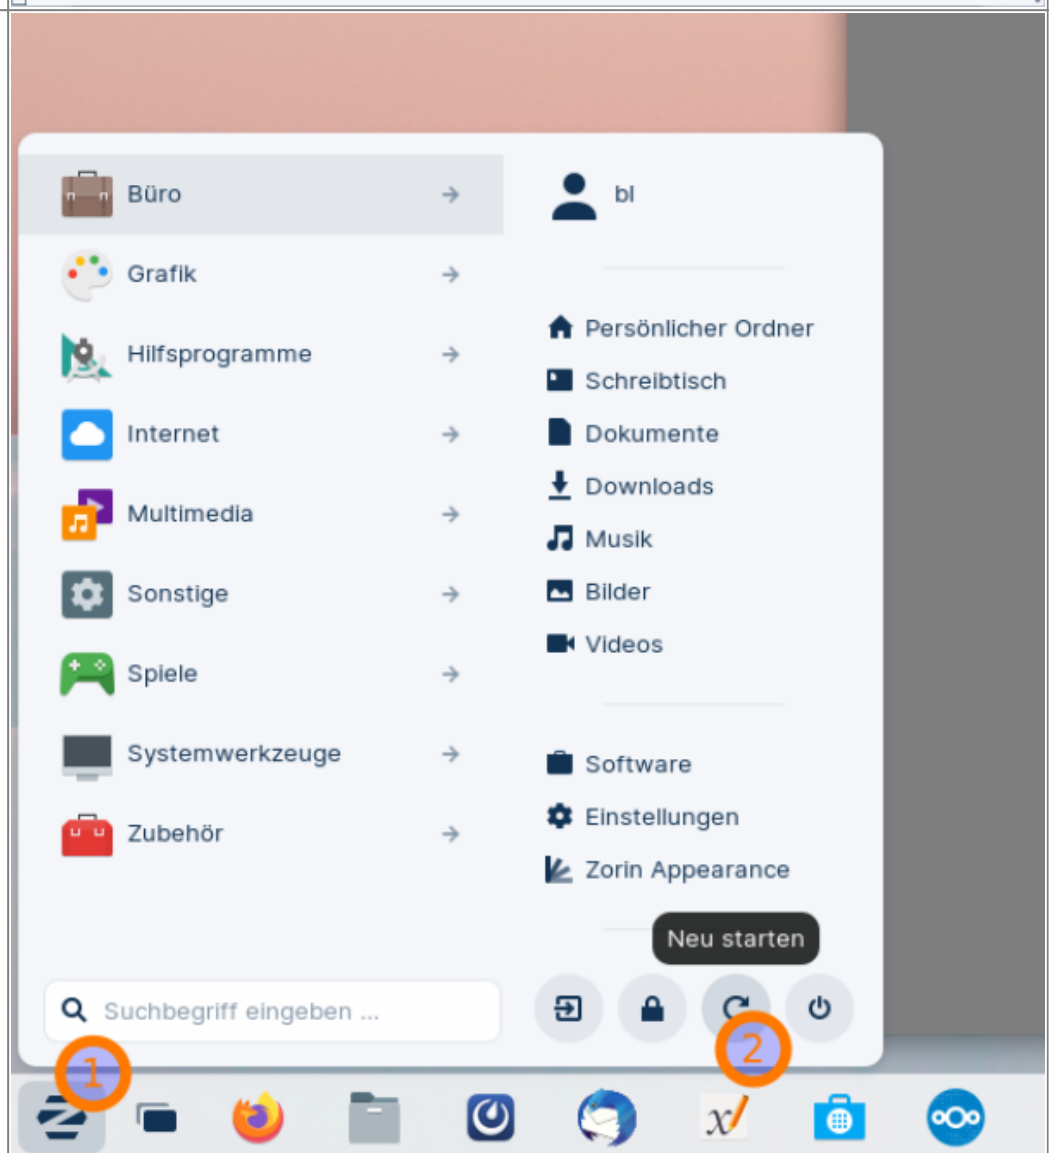 Büro
Grafik
Hilfsprogramme
Internet
Multimedia
Sonstige
Spiele
Systemwerkzeuge
Zubehör
Suchbegriff eingeben ...
bl
Persönlicher Ordner
Schreibtisch
Dokumente
Downloads
Musik
Bilder
Videos
Software
Einstellungen
Zorin Appearance
Neu starten
1
2